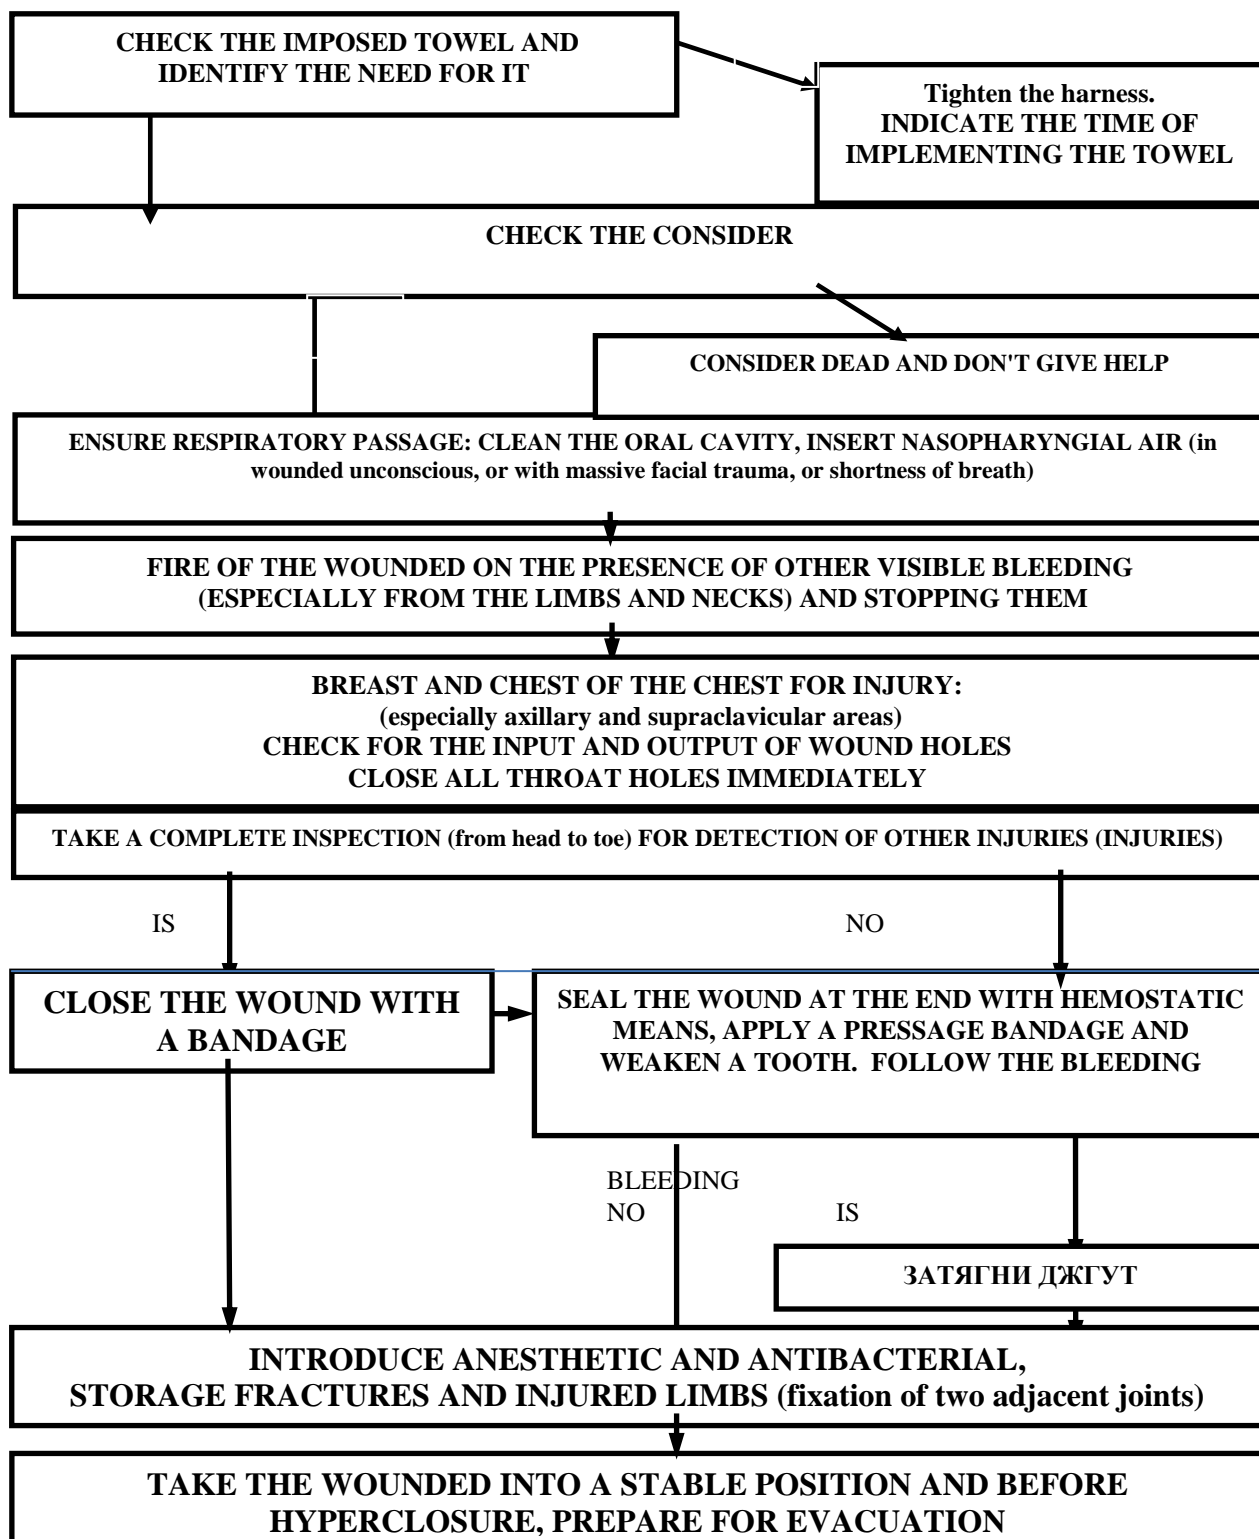 CHECK THE IMPOSED TOWEL AND
IDENTIFY THE NEED FOR IT
Tighten the harness.
INDICATE THE TIME OF
IMPLEMENTING THE TOWEL
CHECK THE CONSIDER
CONSIDER DEAD AND DON'T GIVE HELP
ENSURE RESPIRATORY PASSAGE: CLEAN THE ORAL CAVITY, INSERT NASOPHARYNGIAL AIR (in
wounded unconscious, or with massive facial trauma, or shortness of breath)
FIRE OF THE WOUNDED ON THE PRESENCE OF OTHER VISIBLE BLEEDING
(ESPECIALLY FROM THE LIMBS AND NECKS) AND STOPPING THEM
BREAST AND CHEST OF THE CHEST FOR INJURY:
(especially axillary and supraclavicular areas)
CHECK FOR THE INPUT AND OUTPUT OF WOUND HOLES
CLOSE ALL THROAT HOLES IMMEDIATELY
TAKE A COMPLETE INSPECTION (from head to toe) FOR DETECTION OF OTHER INJURIES (INJURIES)
IS
NO
CLOSE THE WOUND WITH
A BANDAGE
SEAL THE WOUND AT THE END WITH HEMOSTATIC
MEANS, APPLY A PRESSAGE BANDAGE AND
WEAKEN A TOOTH. FOLLOW THE BLEEDING
BLEEDING
NO
IS
ЗАТЯГНИ ДЖГУТ
INTRODUCE ANESTHETIC AND ANTIBACTERIAL,
STORAGE FRACTURES AND INJURED LIMBS (fixation of two adjacent joints)
TAKE THE WOUNDED INTO A STABLE POSITION AND BEFORE
HYPERCLOSURE, PREPARE FOR EVACUATION